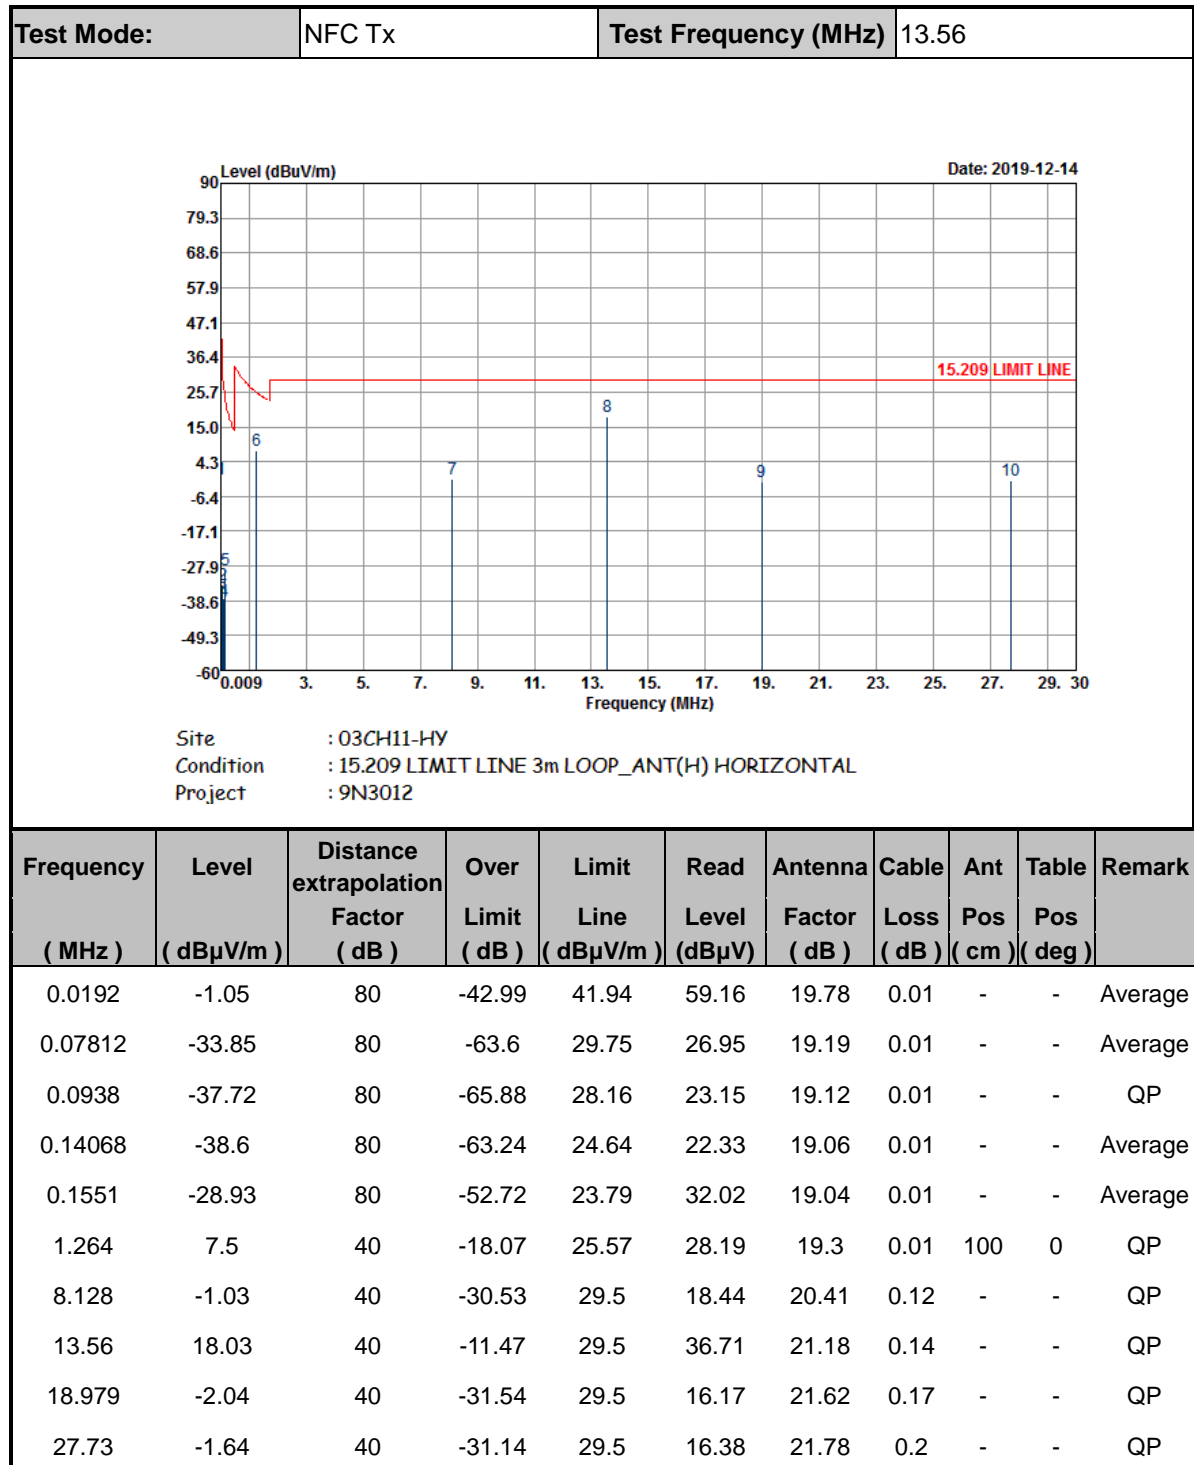 Test Mode: NFC Tx Test Frequency (MHz) 13.56
Level (dBuV/m) Date: 2019-12-14
90
79.3
68.6
57.9
47.1
36.4
15.209 LIMIT LINE
25.7
8
15.0
6
4.3
7
9
10
-6.4
-17.1
5
-27.9
-38.6
-49.3
-60
0.009 3. 5. 7. 9. 11. 13. 15. 17. 19. 21. 23. 25. 27. 29. 30
Frequency (MHz)
Site : 03CH11-HY
Condition : 15.209 LIMIT LINE 3m LOOP_ANT(H) HORIZONTAL
Project : 9N3012
Frequency Level Distance extrapolation Over Limit Read Antenna Cable Ant Table Remark
Factor Limit Line Level Factor Loss Pos Pos
( MHz ) ( dBµV/m ) ( dB ) ( dB ) ( dBµV/m ) (dBµV) ( dB ) ( dB ) ( cm ) ( deg )
0.0192 -1.05 80 -42.99 41.94 59.16 19.78 0.01 - - Average
0.07812 -33.85 80 -63.6 29.75 26.95 19.19 0.01 - - Average
0.0938 -37.72 80 -65.88 28.16 23.15 19.12 0.01 - - QP
0.14068 -38.6 80 -63.24 24.64 22.33 19.06 0.01 - - Average
0.1551 -28.93 80 -52.72 23.79 32.02 19.04 0.01 - - Average
1.264 7.5 40 -18.07 25.57 28.19 19.3 0.01 100 0 QP
8.128 -1.03 40 -30.53 29.5 18.44 20.41 0.12 - - QP
13.56 18.03 40 -11.47 29.5 36.71 21.18 0.14 - - QP
18.979 -2.04 40 -31.54 29.5 16.17 21.62 0.17 - - QP
27.73 -1.64 40 -31.14 29.5 16.38 21.78 0.2 - - QP